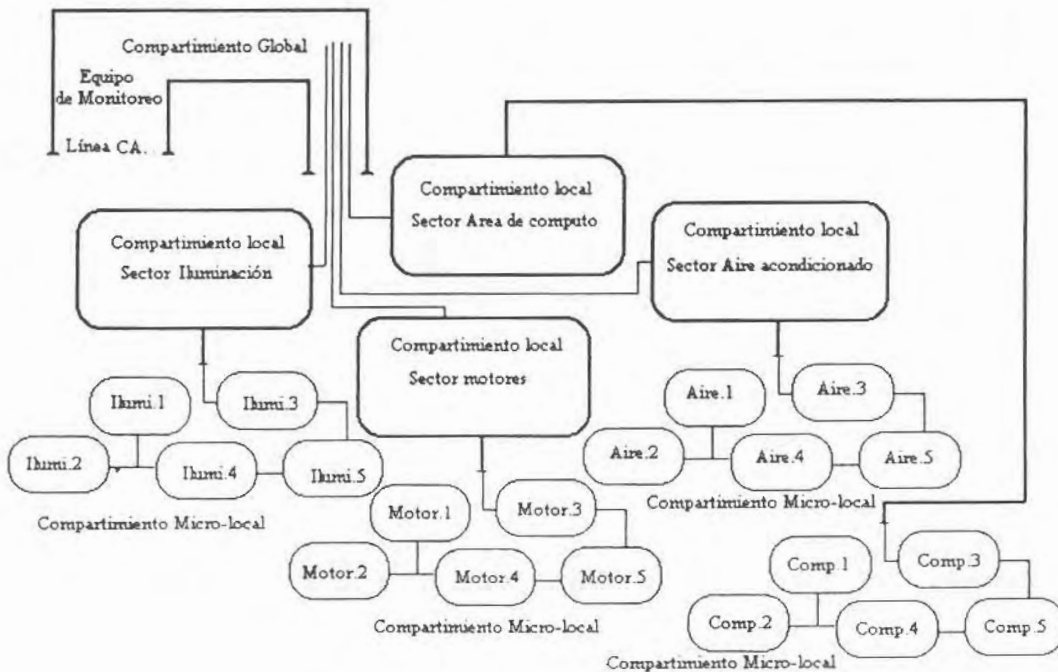 Compartimiento Global
Equipo
de Monitoreo
Línea CA.
Compartimiento local
Sector Area de computo
Compartimiento local
Sector Iluminación
Compartimiento local
Sector Aire acondicionado
Compartimiento local
Sector motores
Ilumi.1
Ilumi.3
Ilumi.2
Ilumi.4
Ilumi.5
Compartimiento Micro-local
Aire.1
Aire.3
Aire.2
Aire.4
Aire.5
Compartimiento Micro-local
Motor.1
Motor.3
Motor.2
Motor.4
Motor.5
Compartimiento Micro-local
Comp.1
Comp.3
Comp.2
Comp.4
Comp.5
Compartimiento Micro-local